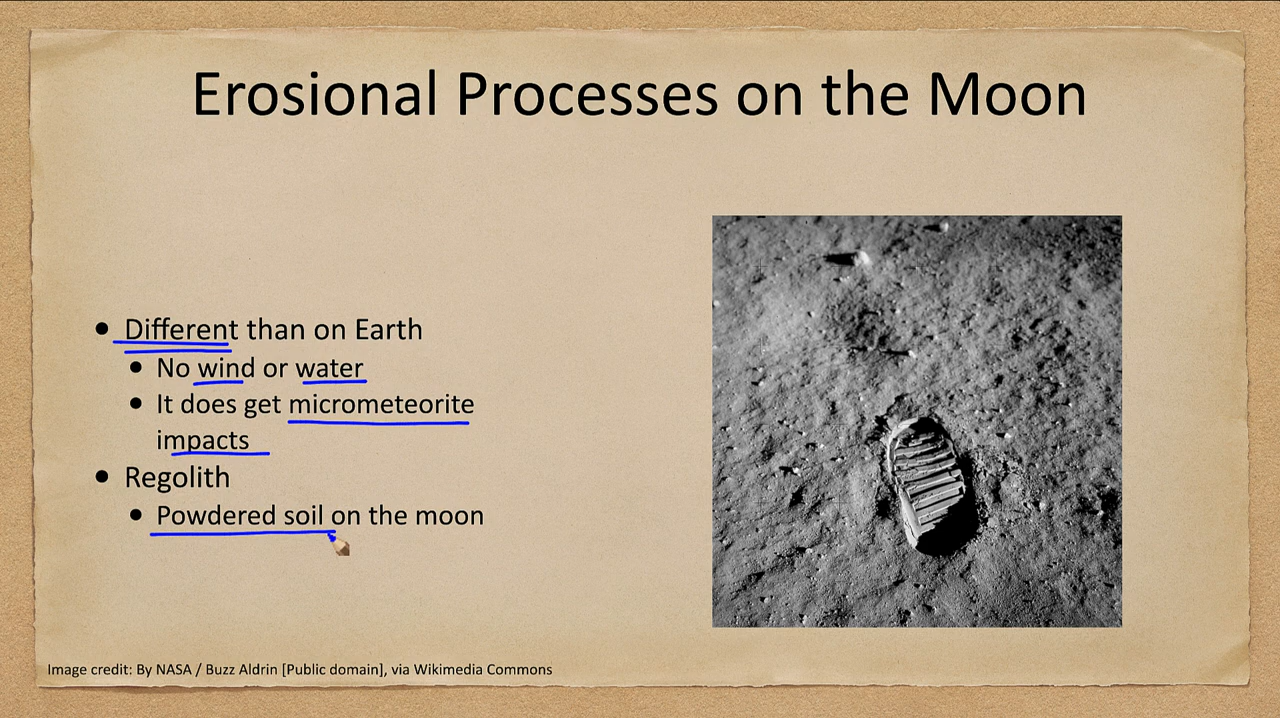 Erosional Processes on the Moon
• Different than on Earth
• No wind or water
• It does get micrometeorite
impacts
• Regolith
• Powdered soil on the moon
Image credit: By NASA / Buzz Aldrin [Public domain], via Wikimedia Commons